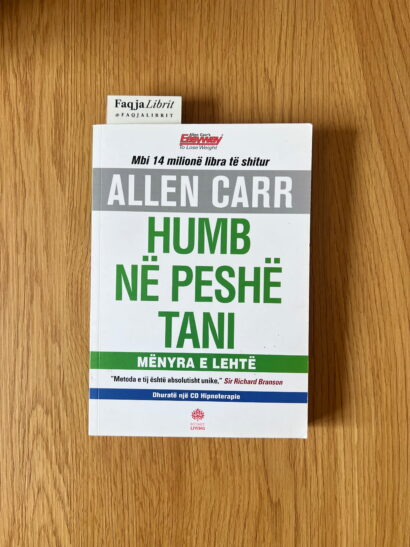 Faqja Librit
@FAQJALIBRIT
Allen Carr's
Easyway
To Lose Weight
Mbi 14 milionë libra të shitur
ALLEN CARR
HUMB
NË PESHË
TANI
MËNYRA E LEHTË
"Metoda e tij është absolutisht unike," Sir Richard Branson
Dhuratë një CD Hipnoterapie
LIVING